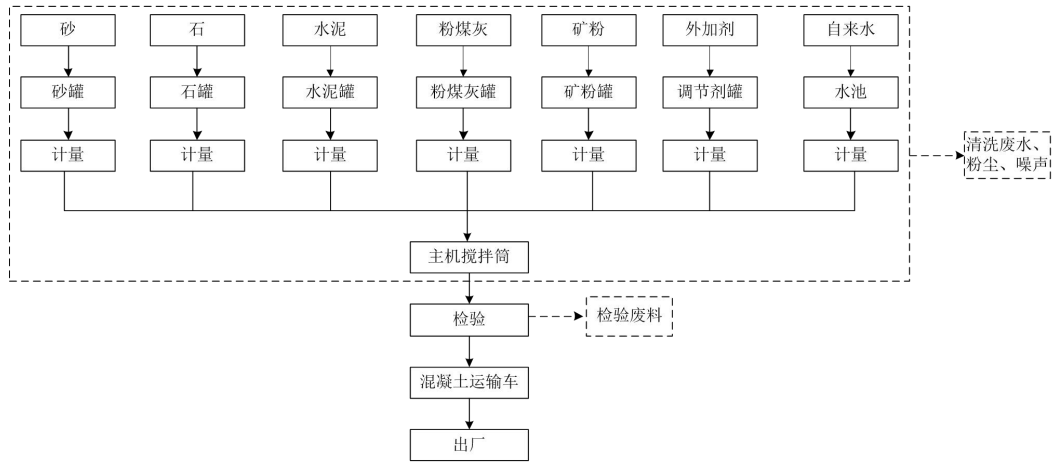 砂
石
水泥
粉煤灰
矿粉
外加剂
自来水
砂罐
石罐
水泥罐
粉煤灰罐
矿粉罐
调节剂罐
水池
计量
计量
计量
计量
计量
计量
计量
清洗废水、
粉尘、噪声
主机搅拌筒
检验
检验废料
混凝土运输车
出厂